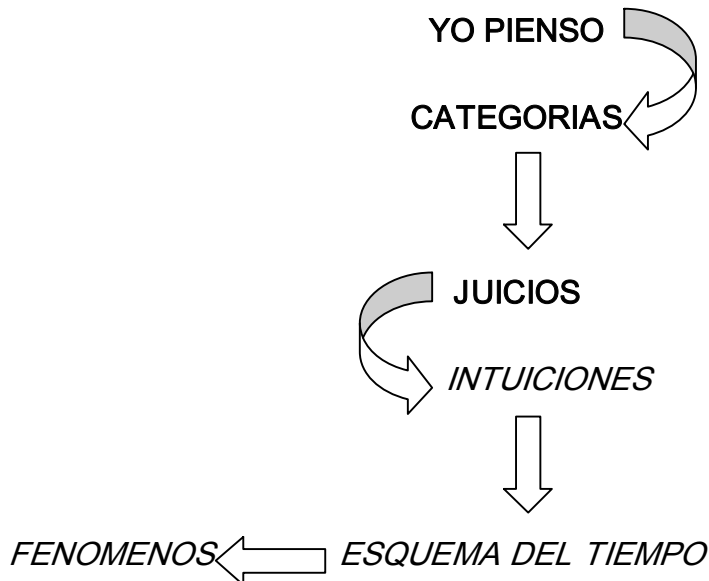 YO PIENSO
CATEGORIAS
JUICIOS
INTUICIONES
FENOMENOS ESQUEMA DEL TIEMPO